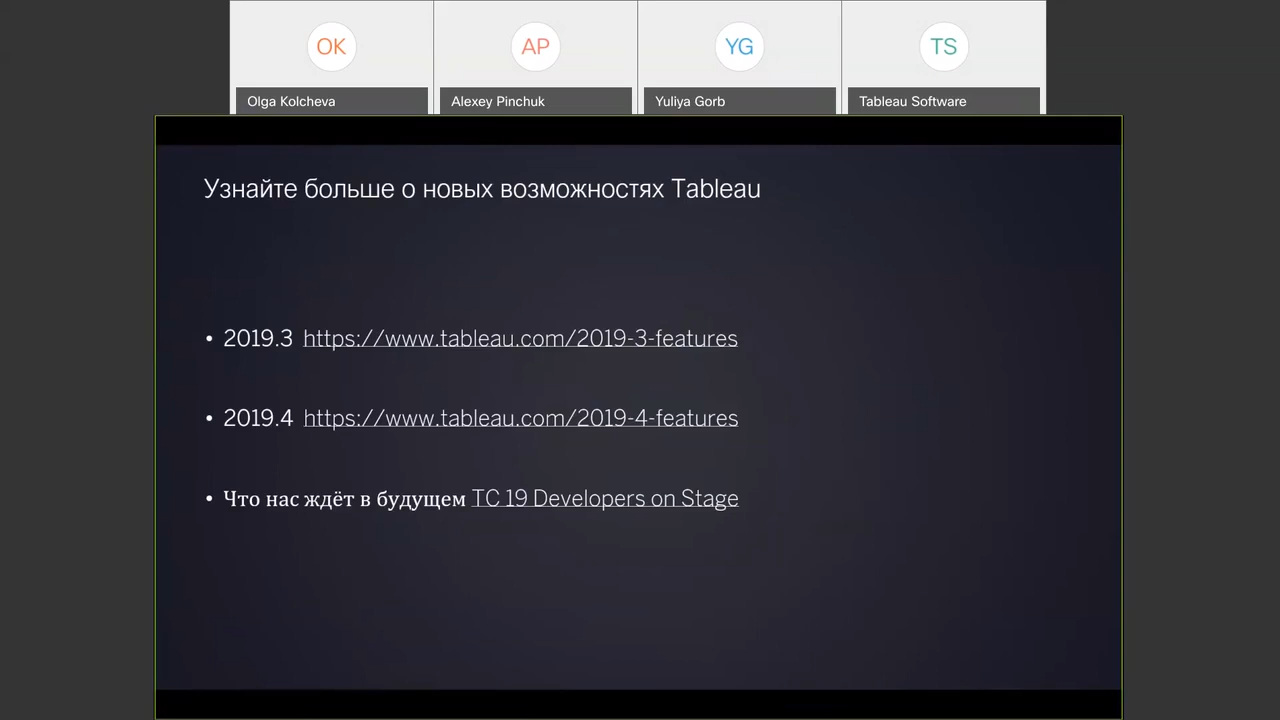 OK
AP
YG
TS
Olga Kolcheva
Alexey Pinchuk
Yuliya Gorb
Tableau Software
Узнайте больше о новых возможностях Tableau
• 2019.3 https://www.tableau.com/2019-3-features
• 2019.4 https://www.tableau.com/2019-4-features
• Что нас ждёт в будущем TC 19 Developers on Stage